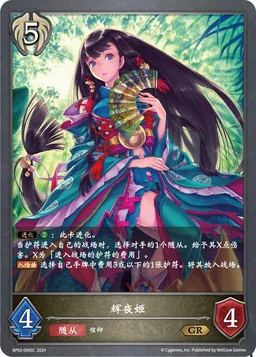 5
进化 ②：此卡进化。
当护符进入自己的战场时，选择对手的1个随从。给予其X点伤
害。X为「进入战场的护符的费用」。
入场曲 选择自己手牌中费用3或以下的1张护符。将其放入战场。
辉夜姬
4
随从 信仰
GR
4
BP02-090SC 2024
© Cygames, Inc. Published by NetEase Games